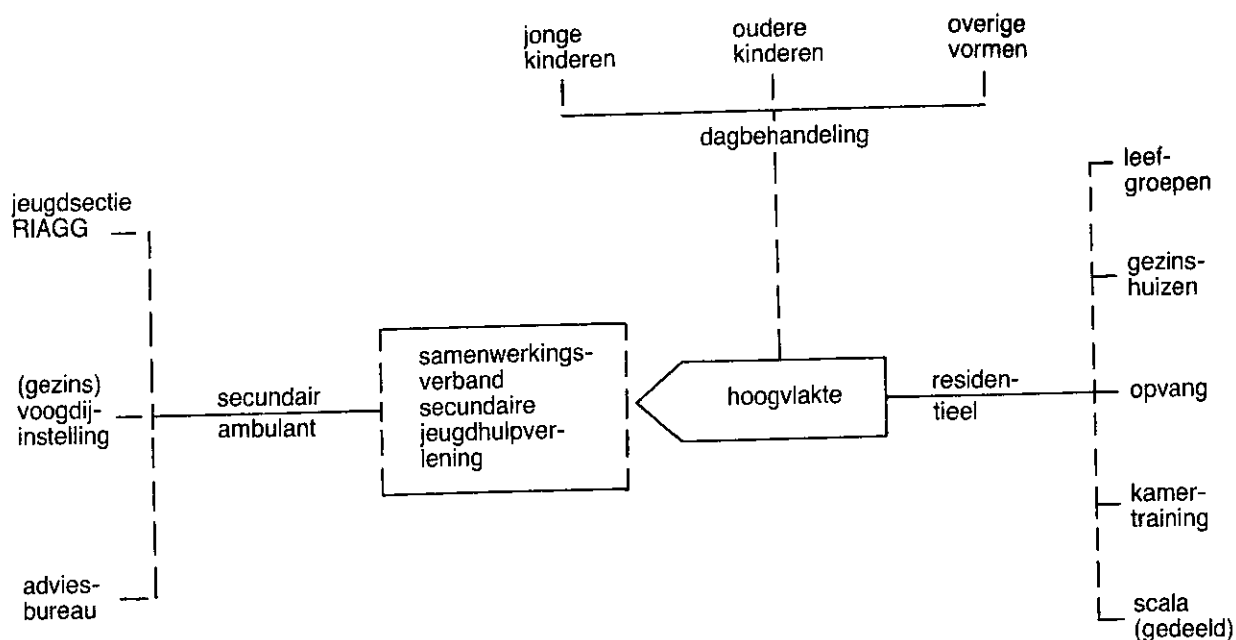 jonge
kinderen
oudere
kinderen
overige
vormen
dagbehandeling
jeugdsectie
RIAGG
(gezins)
voogdij-
instelling
advies-
bureau
secundair
ambulant
samenwerkings-
verband
secundaire
jeugdhulpver-
lening
hoogvlakte
residen-
tieel
leef-
groepen
gezins-
huizen
opvang
kamer-
training
scala
(gedeeld)